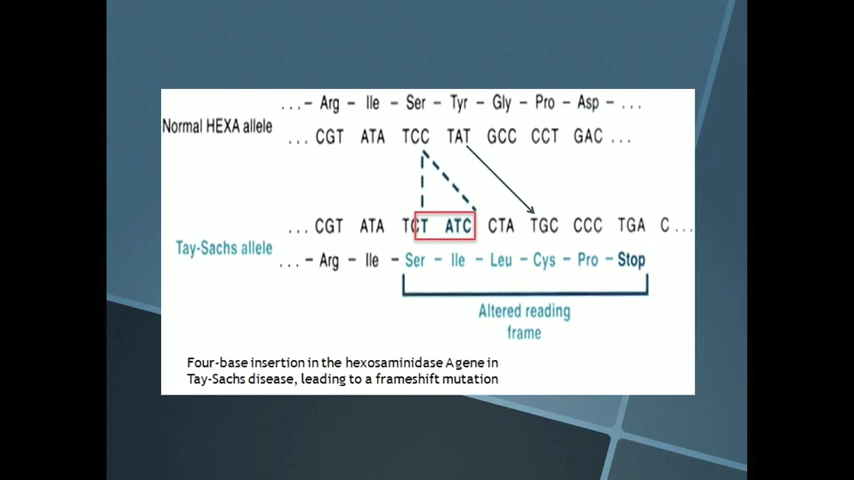 ...– Arg – Ile – Ser – Tyr – Gly – Pro – Asp – ...
Normal HEXA allele
... CGT ATA TCC TAT GCC CCT GAC ...
... CGT ATA TCT ATC CTA TGC CCC TGA C ...
Tay-Sachs allele
...– Arg – Ile – Ser – Ile – Leu – Cys – Pro – Stop
Altered reading
frame
Four-base insertion in the hexosaminidase A gene in
Tay-Sachs disease, leading to a frameshift mutation